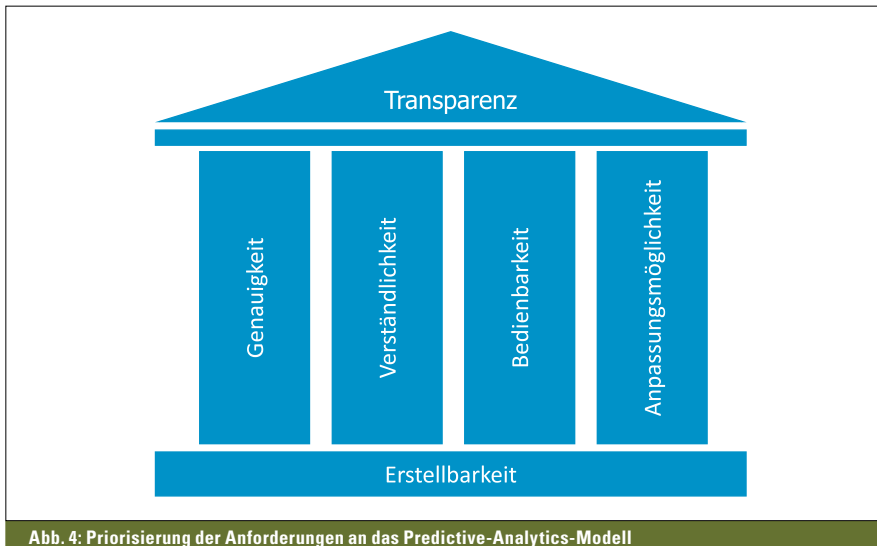 Transparenz
Genauigkeit
Verständlichkeit
Bedienbarkeit
Anpassungsmöglichkeit
Erstellbarkeit
Abb. 4: Priorisierung der Anforderungen an das Predictive-Analytics-Modell